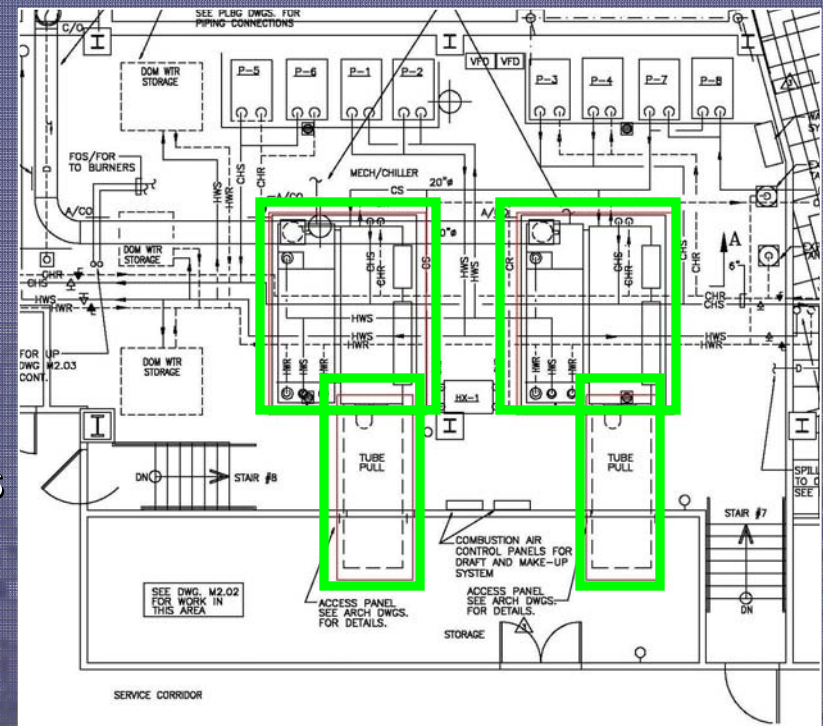 SEE PLBG DWGS. FOR
PIPING CONNECTIONS
C/O
VFD VFD
DOM WTR
STORAGE
P-5
P-6
P-1
P-2
P-3
P-4
P-7
P-8
FOS/FOR
TO BURNERS
MECH/CHILLER
CS
20"ø
CHS
CHR
HWS
HWR
A/CO
A/CO
DOM WTR
STORAGE
CS
CHS
CHR
HWS
HWS
CR
CHS
CHR
CHS
CHR
A
6"
CHR
CHS
CHR
CHS
HWS
HWR
HWS
HWS
HWR
HWS
HWR
HWR
HWS
HWR
HWR
HWS
HWR
FOR UP
DWG M2.03
CONT.
DOM WTR
STORAGE
HX-1
TUBE
PULL
TUBE
PULL
DN
STAIR #8
STAIR #7
DN
COMBUSTION AIR
CONTROL PANELS FOR
DRAFT AND MAKE-UP
SYSTEM
SEE DWG. M2.02
FOR WORK IN
THIS AREA
ACCESS PANEL
SEE ARCH DWGS.
FOR DETAILS.
ACCESS PANEL
SEE ARCH DWGS.
FOR DETAILS.
STORAGE
SERVICE CORRIDOR